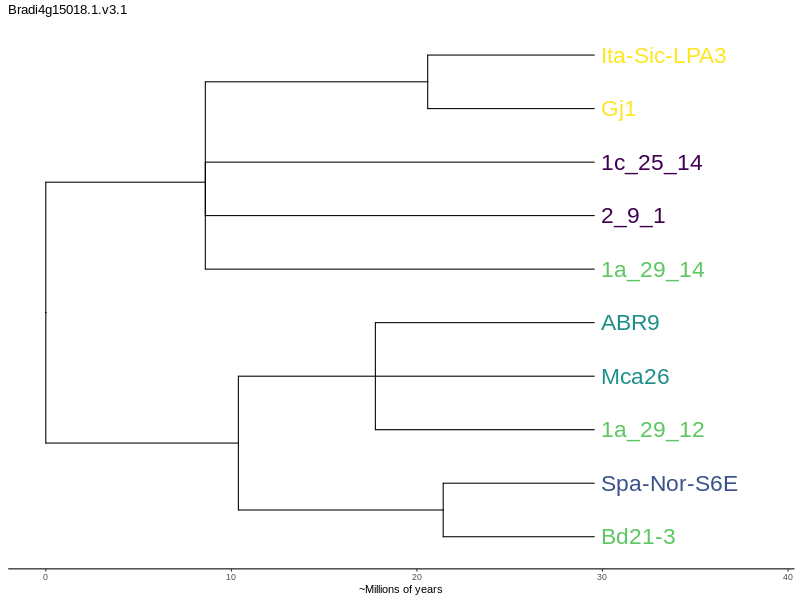 Bradi4g15018.1.v3.1
Ita-Sic-LPA3
Gj1
1c_25_14
2_9_1
1a_29_14
ABR9
Mca26
1a_29_12
Spa-Nor-S6E
Bd21-3
0 10 20 30 40
~Millions of years